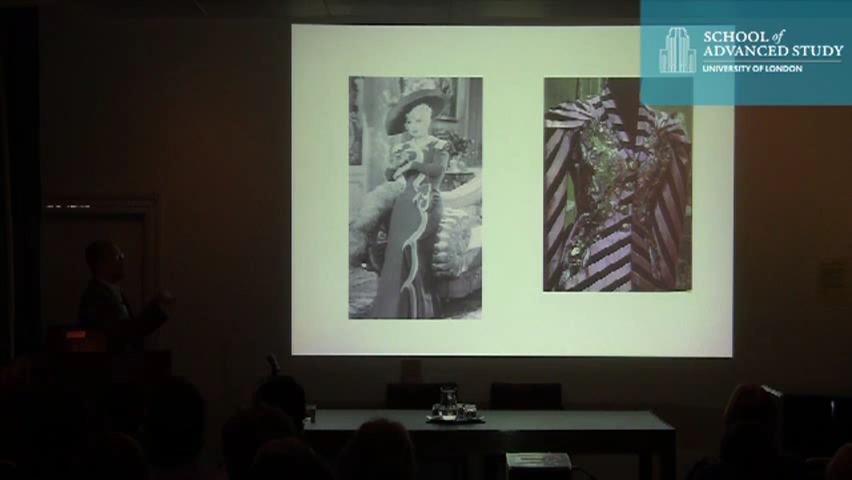 SCHOOL of
ADVANCED STUDY
UNIVERSITY OF LONDON